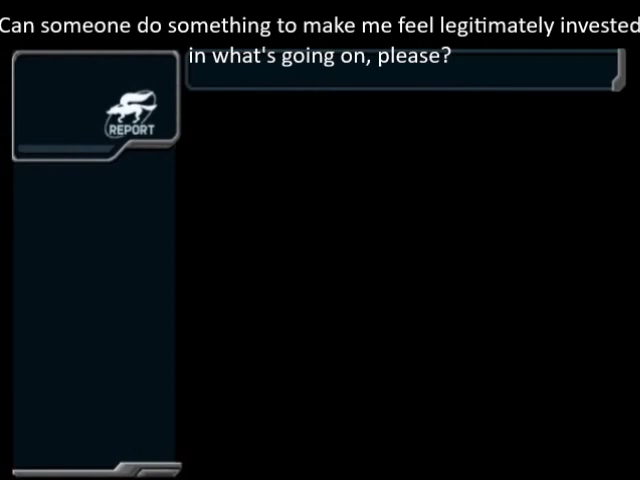 Can someone do something to make me feel legitimately invested
in what's going on, please?
REPORT